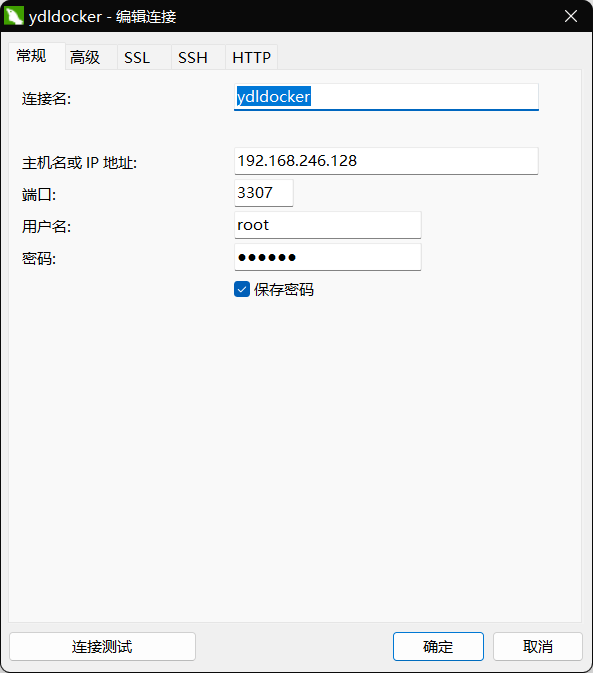 ydldocker - 编辑连接
常规 高级 SSL SSH HTTP
连接名: ydldocker
主机名或 IP 地址: 192.168.246.128
端口: 3307
用户名: root
密码: ●●●●●●
保存密码
连接测试 确定 取消